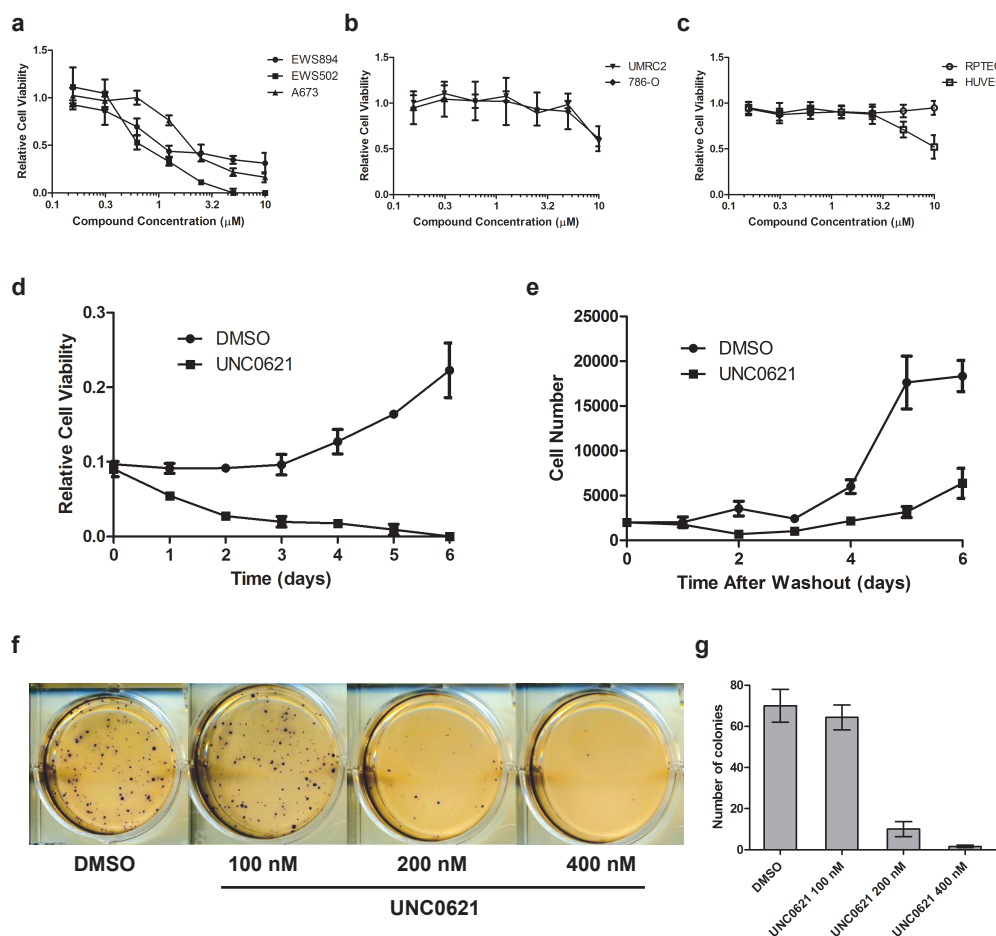 a
1.5
1.0
0.5
0.0
Relative Cell Viability
EWS894
EWS502
A673
0.1
0.3
1
3.2
10
Compound Concentration (μM)
b
1.5
1.0
0.5
0.0
Relative Cell Viability
UMRC2
786-O
0.1
0.3
1
3.2
10
Compound Concentration (μM)
c
1.5
1.0
0.5
0.0
Relative Cell Viability
RPTEC
HUVE
0.1
0.3
1
3.2
10
Compound Concentration (μM)
d
0.3
0.2
0.1
0.0
Relative Cell Viability
DMSO
UNC0621
0
1
2
3
4
5
6
Time (days)
e
25000
20000
15000
10000
5000
0
Cell Number
DMSO
UNC0621
0
2
4
6
Time After Washout (days)
f
DMSO
100 nM
200 nM
400 nM
UNC0621
g
80
60
40
20
0
Number of colonies
DMSO
UNC0621 100 nM
UNC0621 200 nM
UNC0621 400 nM